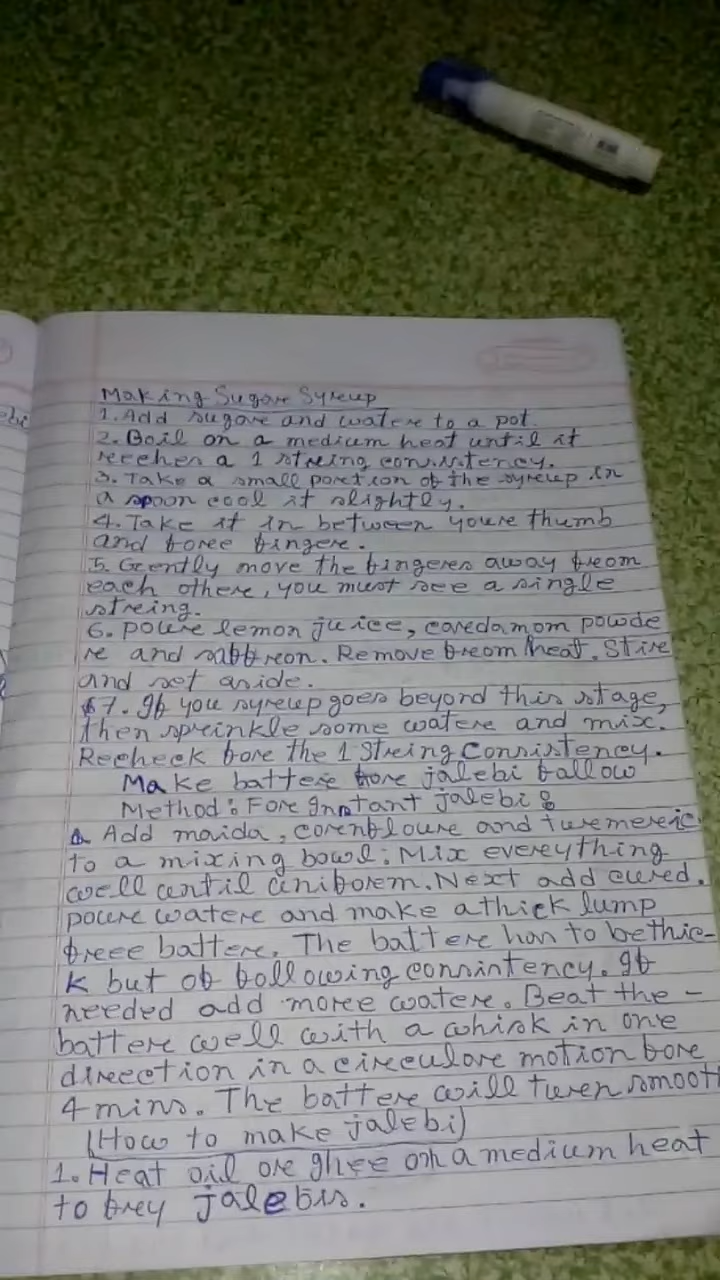 ebi
Making Sugar Syrup
1. Add sugar and water to a pot.
2. Boil on a medium heat until it
reches a 1 string consistency.
3. Take a small portion of the syrup in
a spoon cool it slightly.
4. Take it in between your thumb
and fore finger.
5. Gently move the fingers away from
each other, you must see a single
string.
6. pour lemon juice, cardamom powde
r and saffron. Remove from heat. Stir
and set aside.
7. If you syrup goes beyond this stage,
then sprinkle some water and mix.
Recheck for the 1 String Consistency.
Make batter for jalebi fallow
Method: For Instant jalebi :
Add maida, cornflour and turmeric
to a mixing bowl: Mix everything
well until uniform. Next add curd.
pour water and make a thick lump
free batter. The batter has to be thic-
k but of following consistency. If
needed add more water. Beat the -
batter well with a whisk in one
direction in a circular motion for
4 mins. The batter will turn smooth
(How to make jalebi)
1. Heat oil or ghee on a medium heat
to fry jalebis.